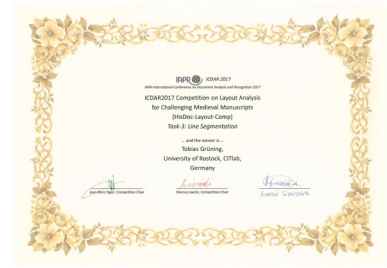 IAPR ICDAR 2017
IAPR International Conference on Document Analysis and Recognition 2017
ICDAR2017 Competition on Layout Analysis
for Challenging Medieval Manuscripts
(HisDoc-Layout-Comp)
Task-3: Line Segmentation
... and the winner is ...
Tobias Grüning,
University of Rostock, CITlab,
Germany
Competition Chair
Marcus Liwicki, Competition Chair